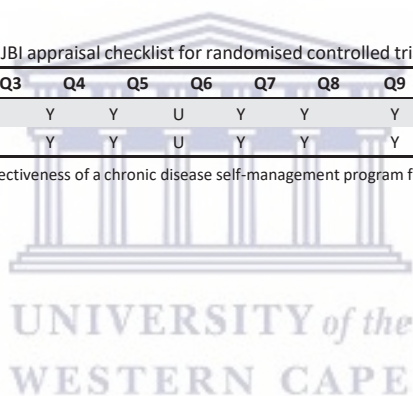 JBI appraisal checklist for randomised controlled tri
Q3 Q4 Q5 Q6 Q7 Q8 Q9
Y Y U Y Y Y
Y Y U Y Y Y
ectiveness of a chronic disease self-management program f
UNIVERSITY of the
WESTERN CAPE